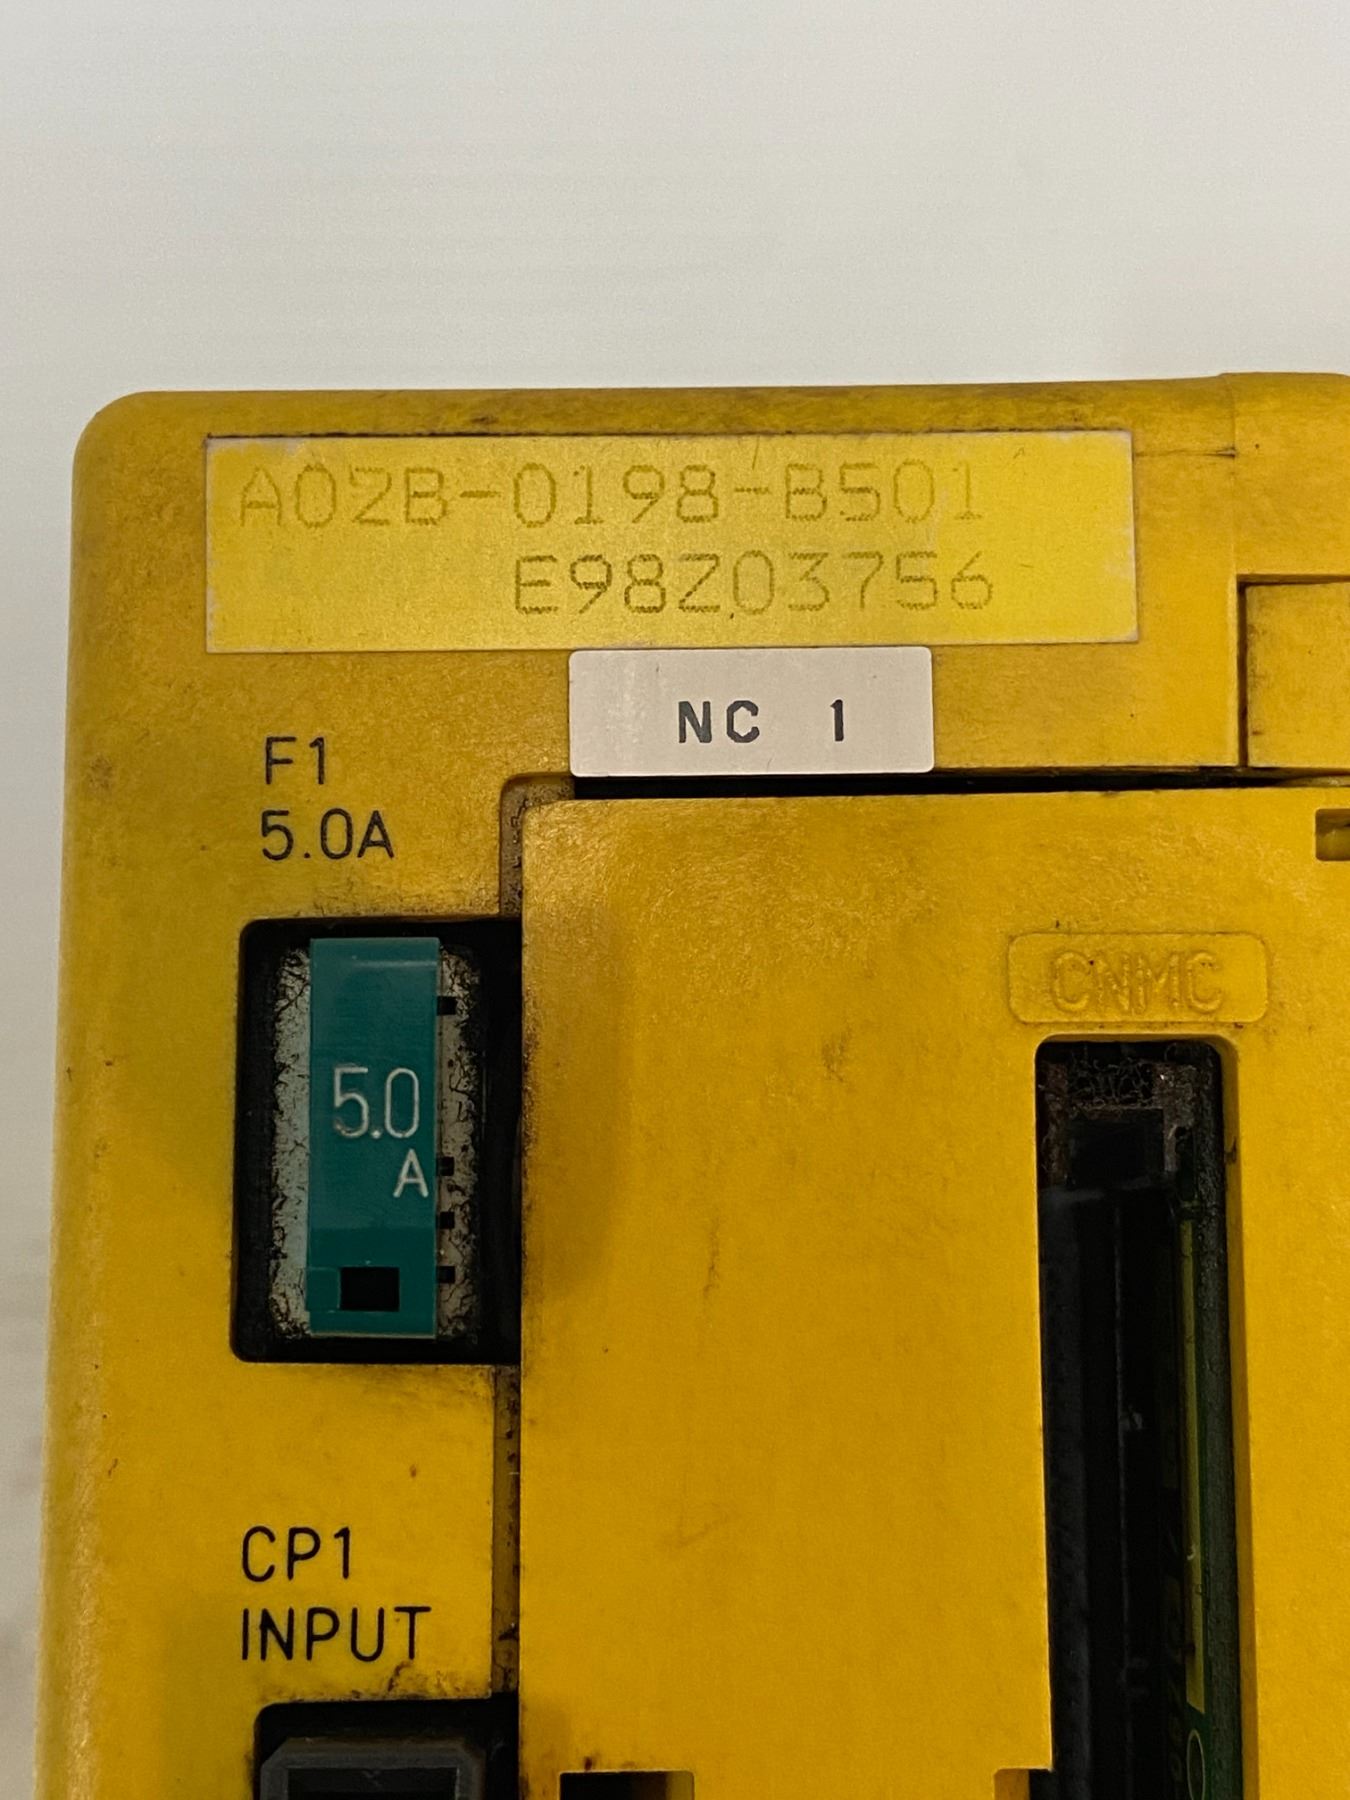 A02B-0198-B501
E98Z03756
NC 1
F1
5.0A
CNMC
5.0
A
CP1
INPUT